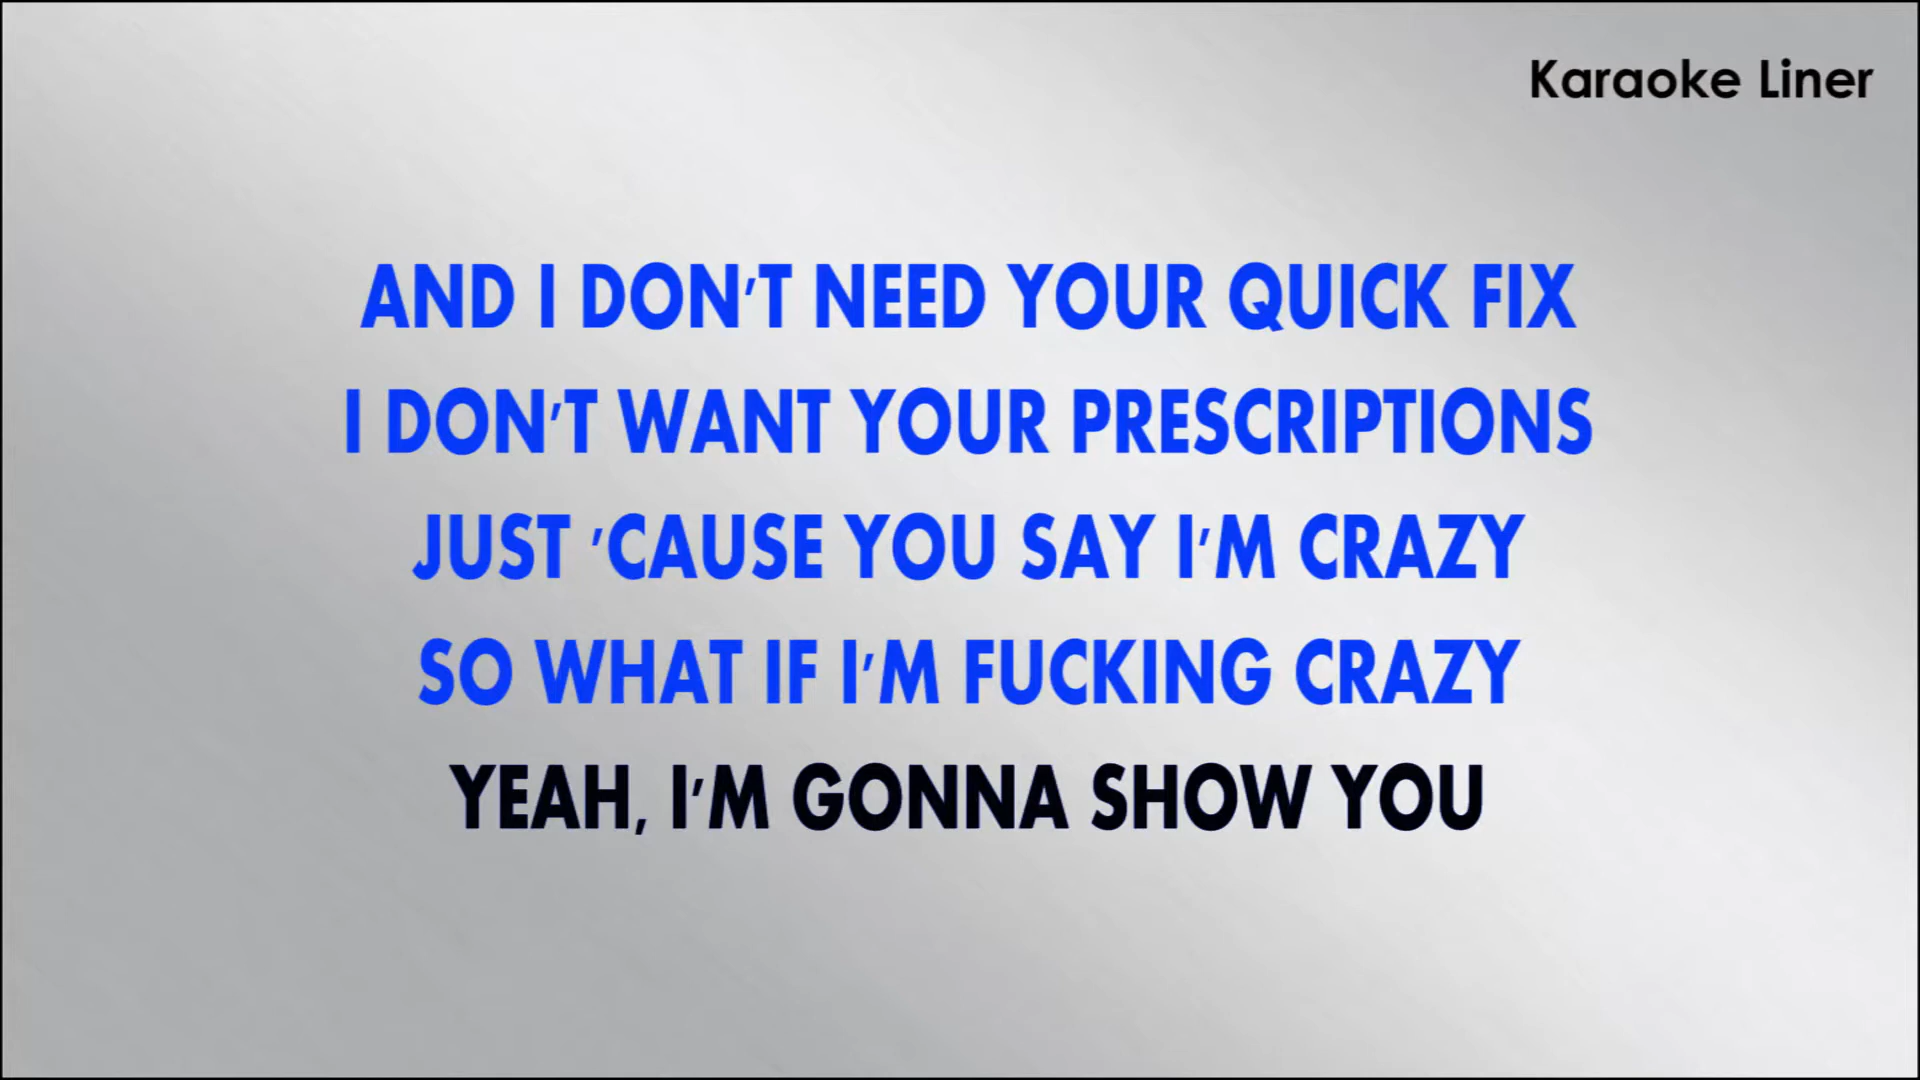 Karaoke Liner
AND I DON'T NEED YOUR QUICK FIX
I DON'T WANT YOUR PRESCRIPTIONS
JUST 'CAUSE YOU SAY I'M CRAZY
SO WHAT IF I'M FUCKING CRAZY
YEAH, I'M GONNA SHOW YOU